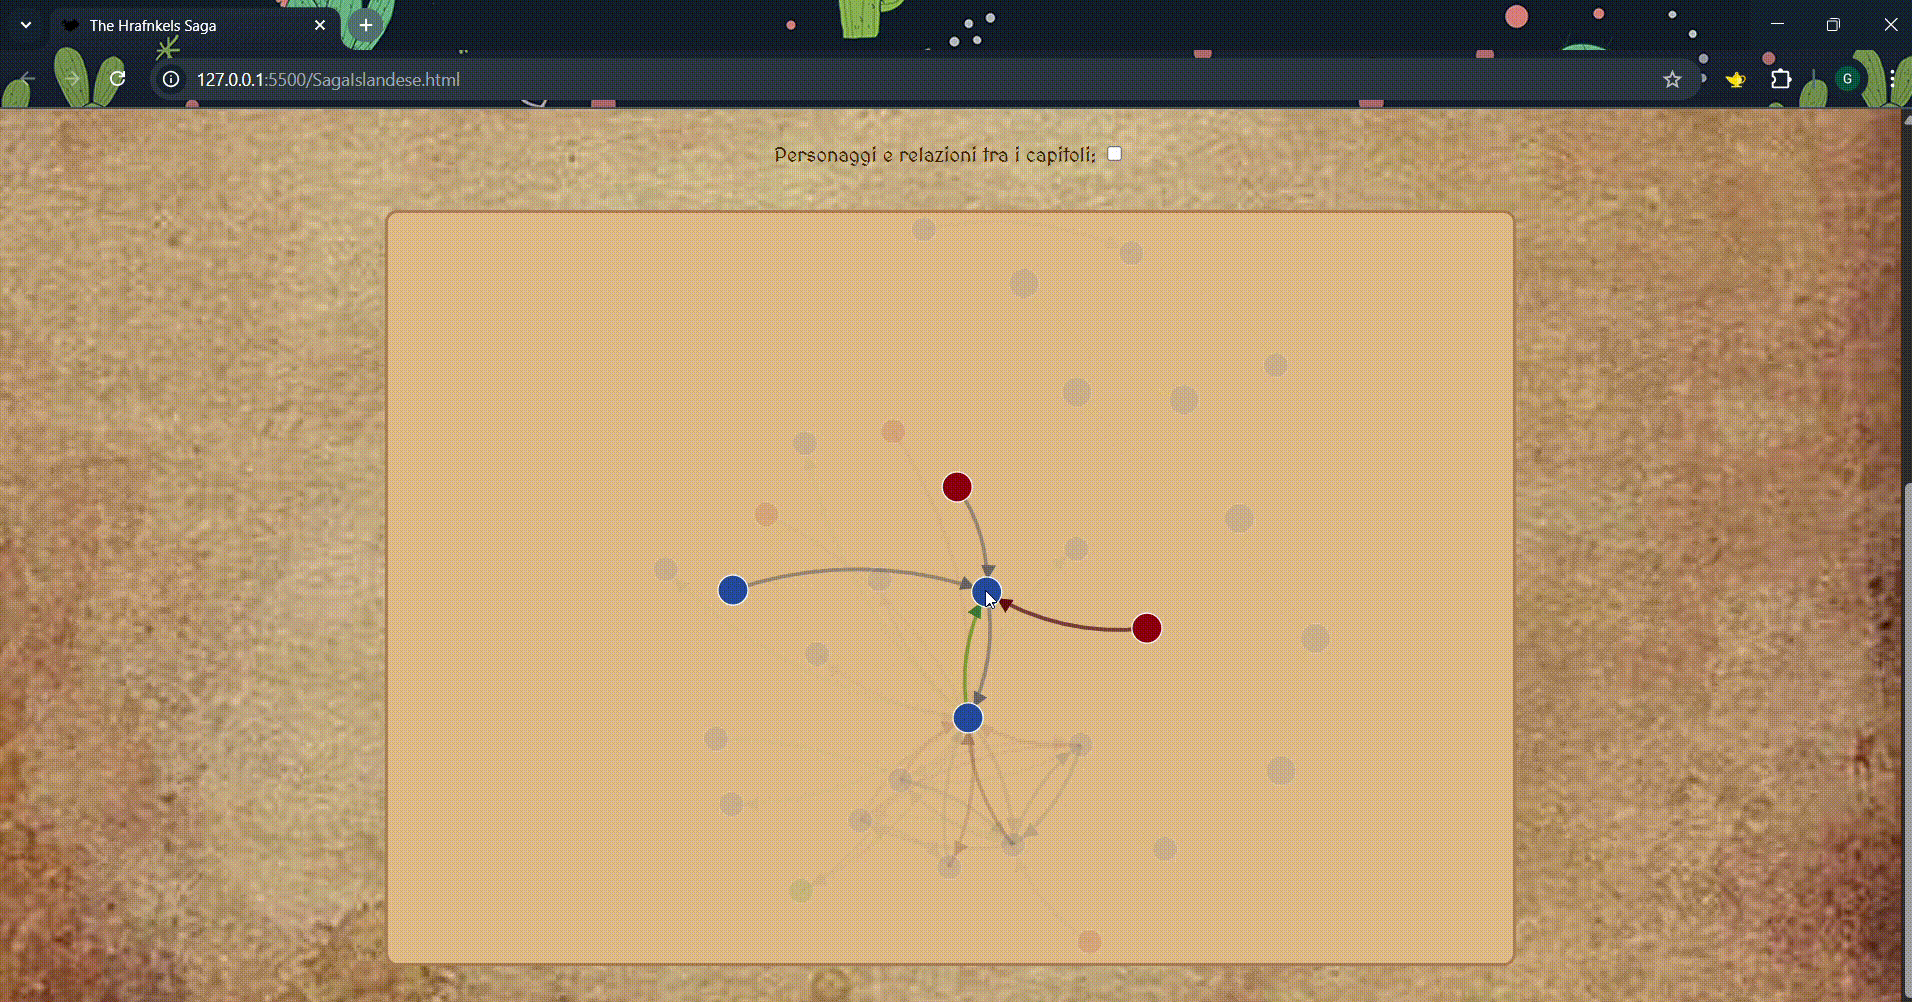 The Hrafnkels Saga
127.0.0.1:5500/SagaIslandese.html
G
Personaggi e relazioni tra i capitoli: